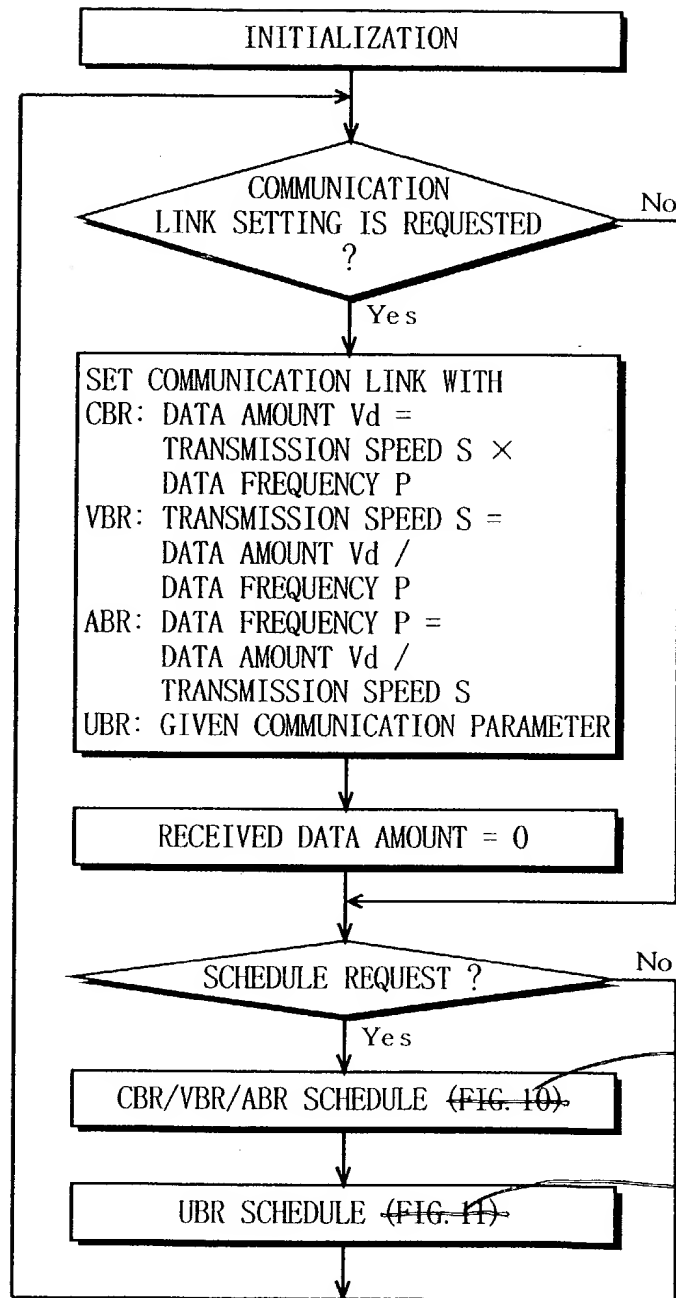 INITIALIZATION
COMMUNICATION
LINK SETTING IS REQUESTED
?
No
Yes
SET COMMUNICATION LINK WITH
CBR: DATA AMOUNT Vd =
TRANSMISSION SPEED S ×
DATA FREQUENCY P
VBR: TRANSMISSION SPEED S =
DATA AMOUNT Vd /
DATA FREQUENCY P
ABR: DATA FREQUENCY P =
DATA AMOUNT Vd /
TRANSMISSION SPEED S
UBR: GIVEN COMMUNICATION PARAMETER
RECEIVED DATA AMOUNT = 0
SCHEDULE REQUEST ?
No
Yes
CBR/VBR/ABR SCHEDULE (FIG. 10)
UBR SCHEDULE (FIG. 11)